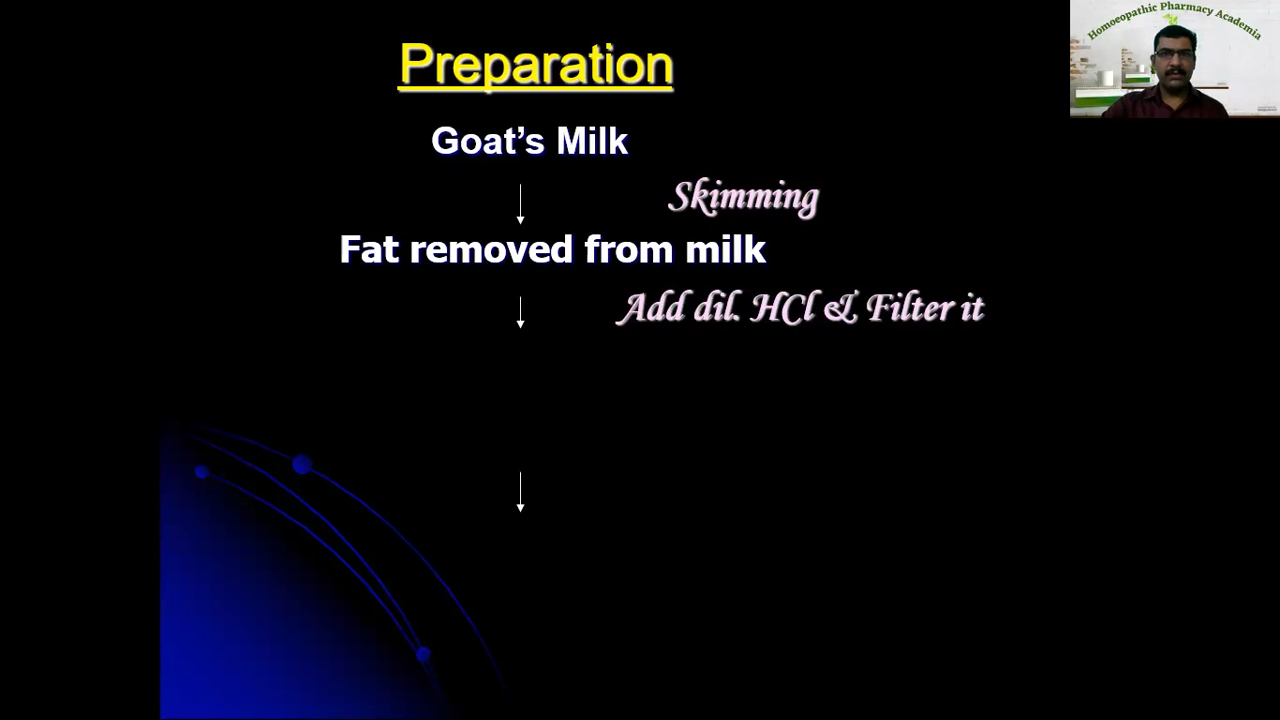 Homoeopathic Pharmacy Academia
Preparation
Goat’s Milk
Skimming
Fat removed from milk
Add dil. HCl & Filter it